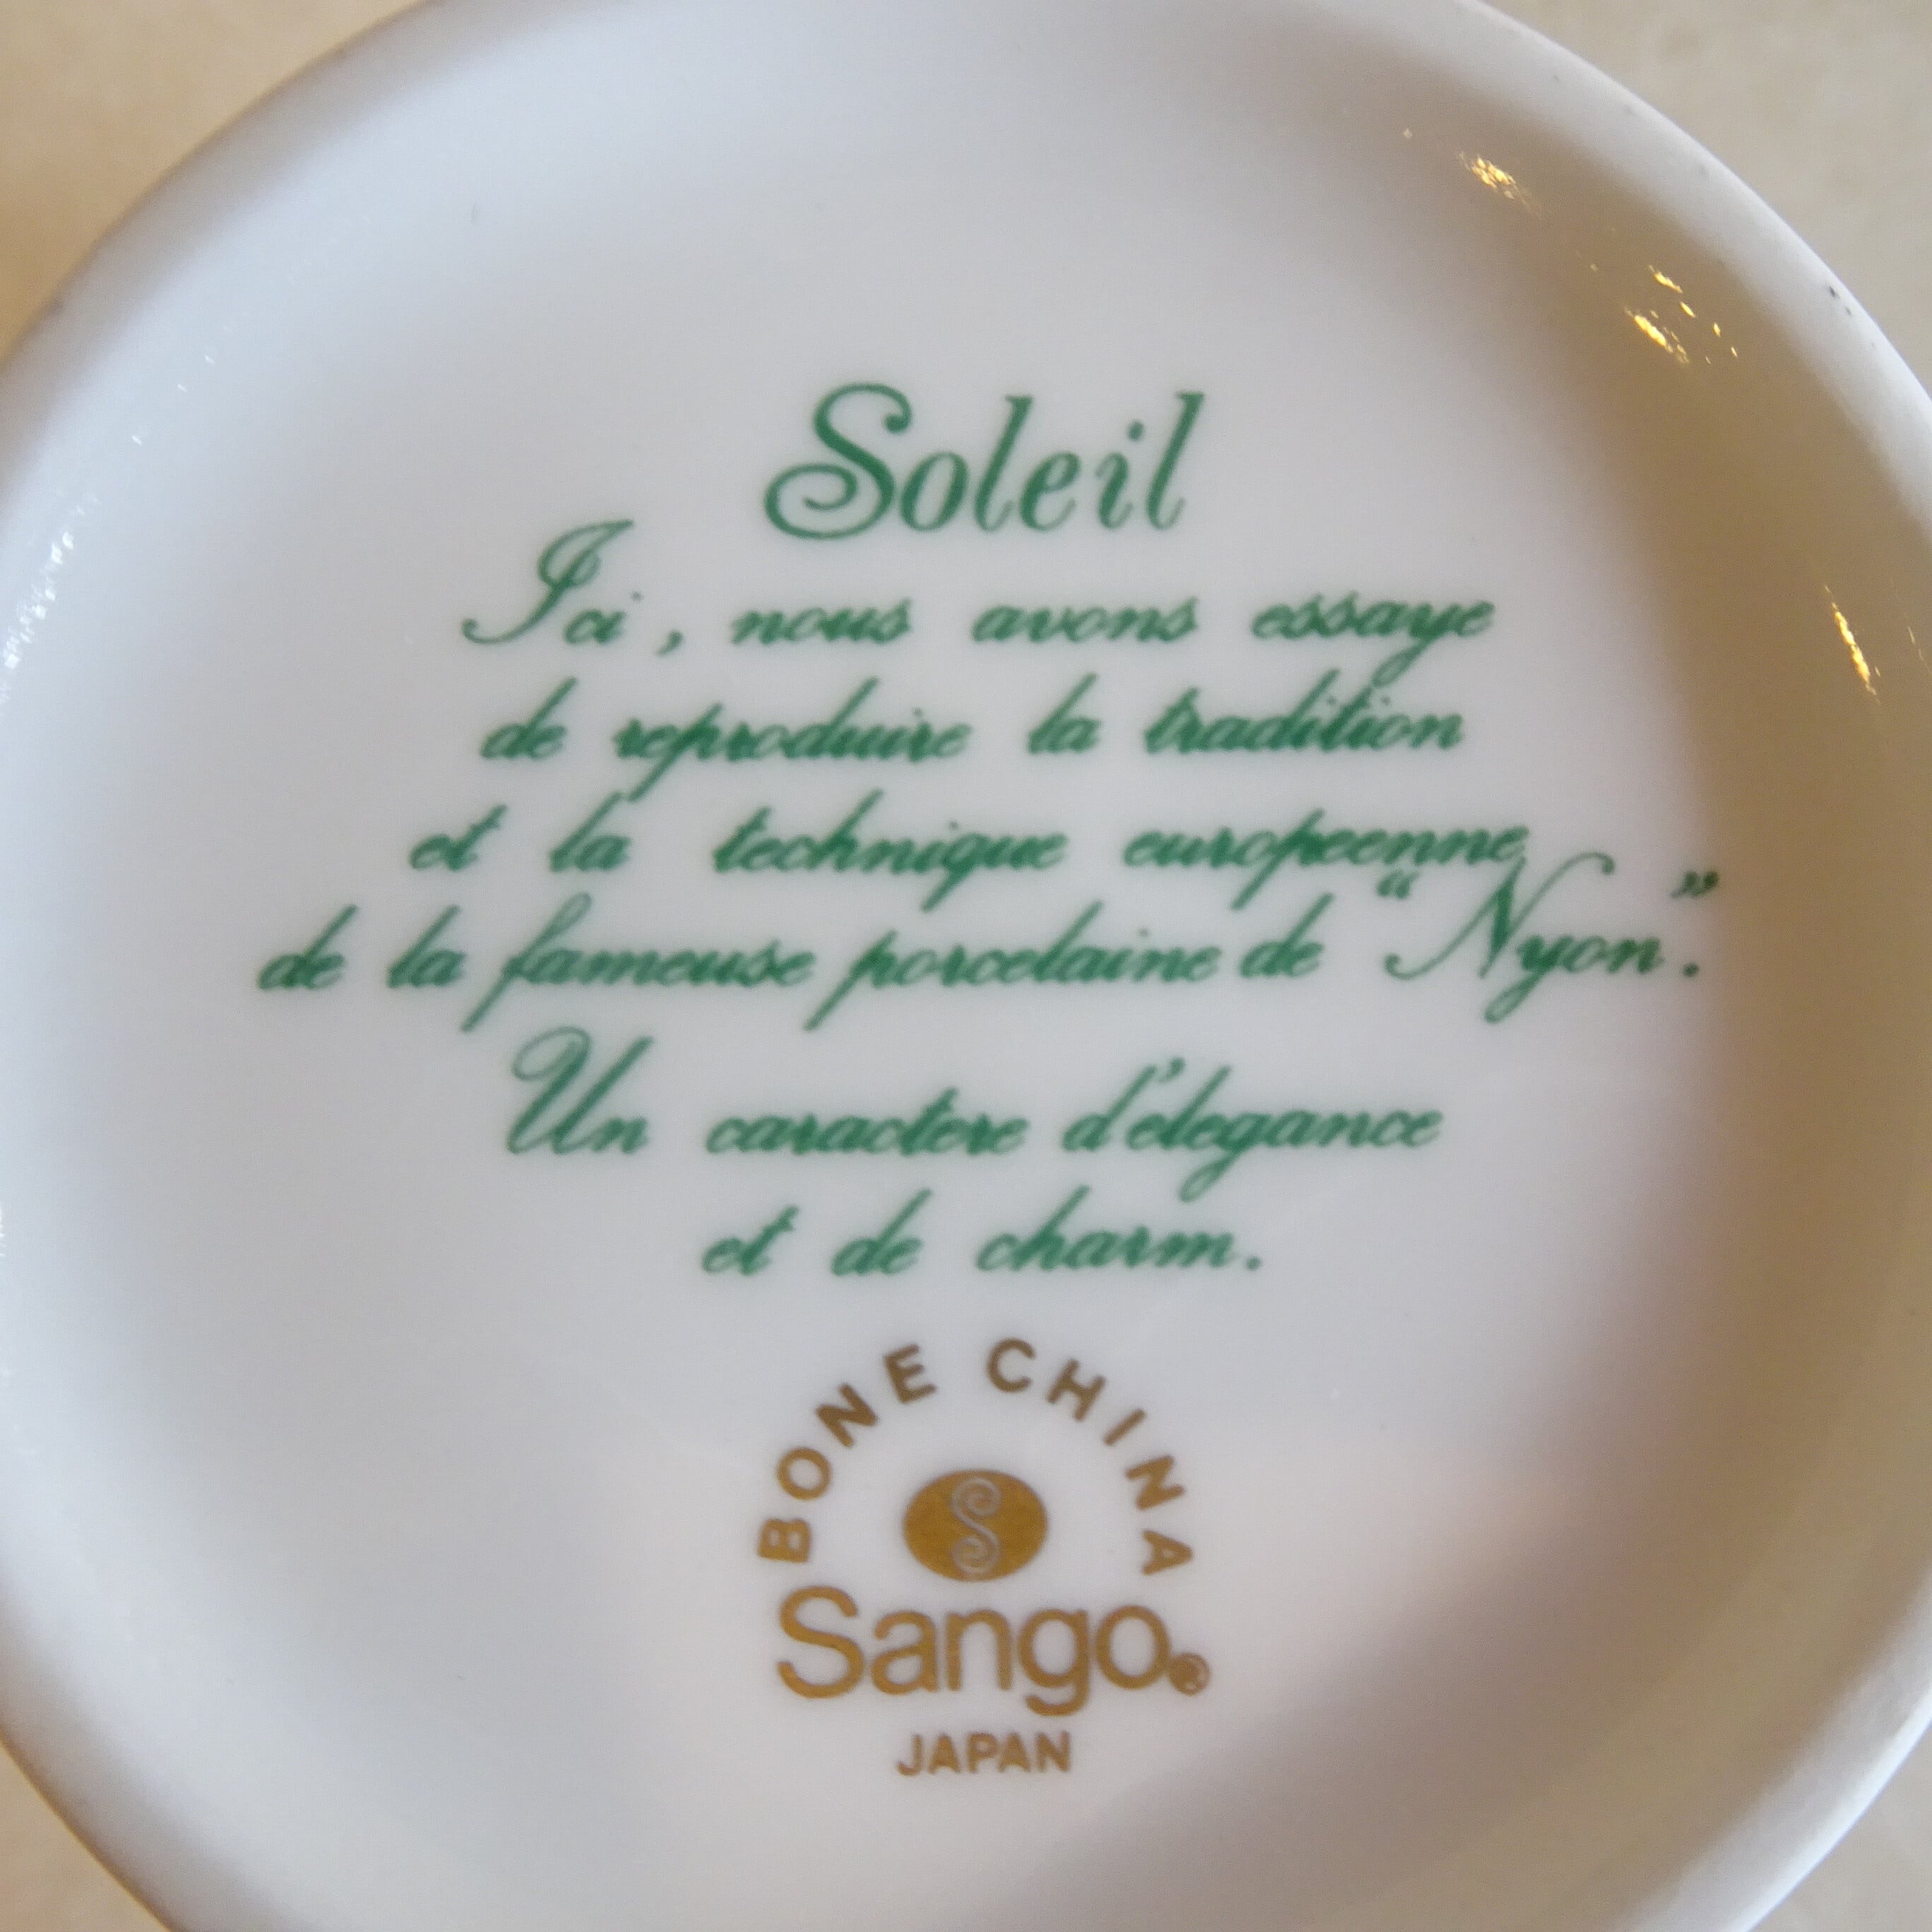 Soleil
Ici, nous avons essaye
de reproduire la tradition
et la technique europeenne
de la fameuse porcelaine de “Nyon.”
Un caractere d'élegance
et de charm.
BONE CHINA
S
Sango®
JAPAN